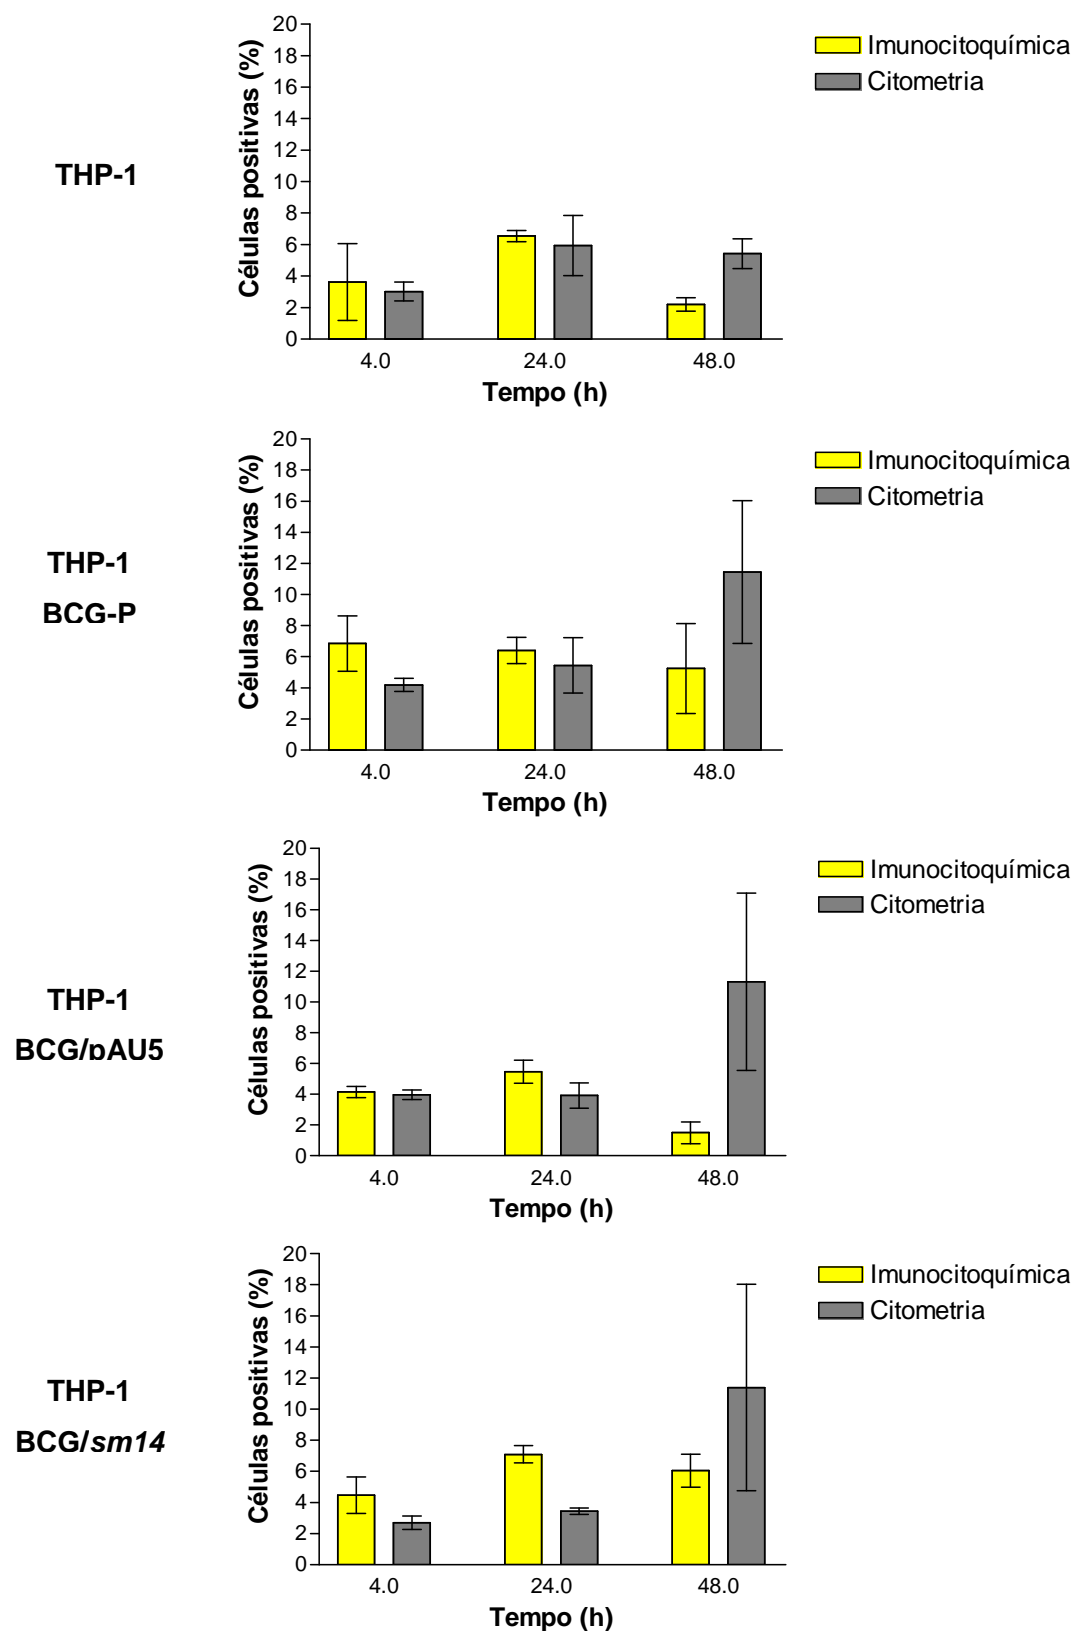 Células positivas (%)
20
18
16
14
12
10
8
6
4
2
0
Imunocitoquímica
Citometria
THP-1
4.0 24.0 48.0
Tempo (h)
Células positivas (%)
20
18
16
14
12
10
8
6
4
2
0
Imunocitoquímica
Citometria
THP-1
BCG-P
4.0 24.0 48.0
Tempo (h)
Células positivas (%)
20
18
16
14
12
10
8
6
4
2
0
Imunocitoquímica
Citometria
THP-1
BCG/pAU5
4.0 24.0 48.0
Tempo (h)
Células positivas (%)
20
18
16
14
12
10
8
6
4
2
0
Imunocitoquímica
Citometria
THP-1
BCG/sm14
4.0 24.0 48.0
Tempo (h)